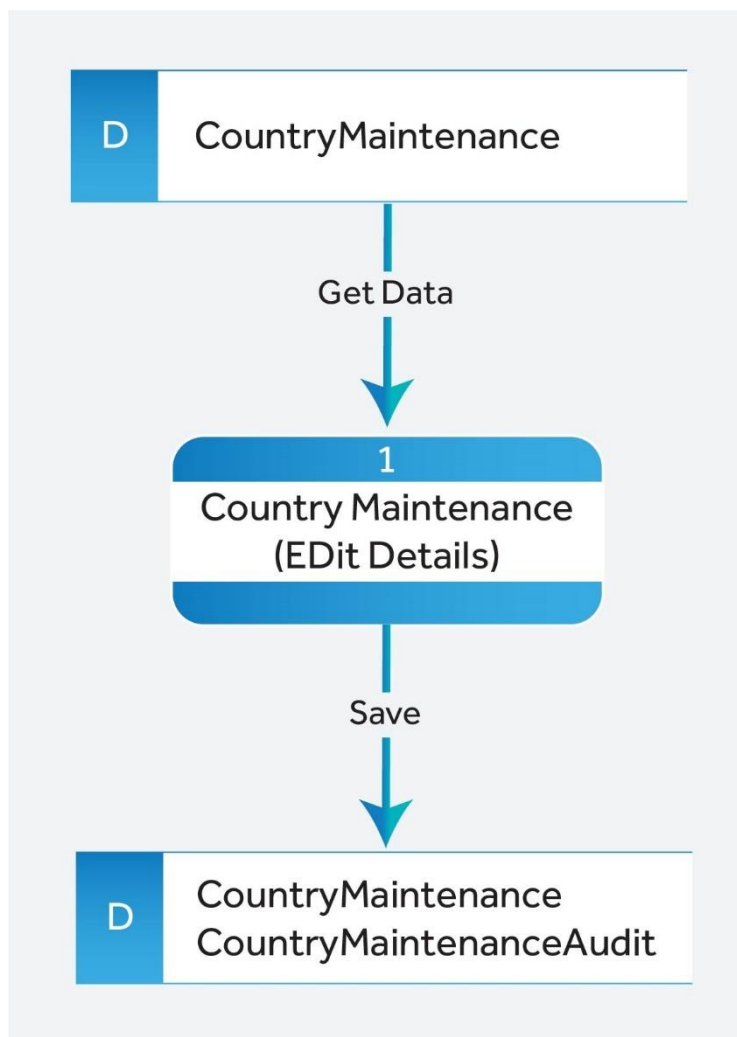 D
CountryMaintenance
Get Data
1
Country Maintenance
(EDit Details)
Save
D
CountryMaintenance
CountryMaintenanceAudit